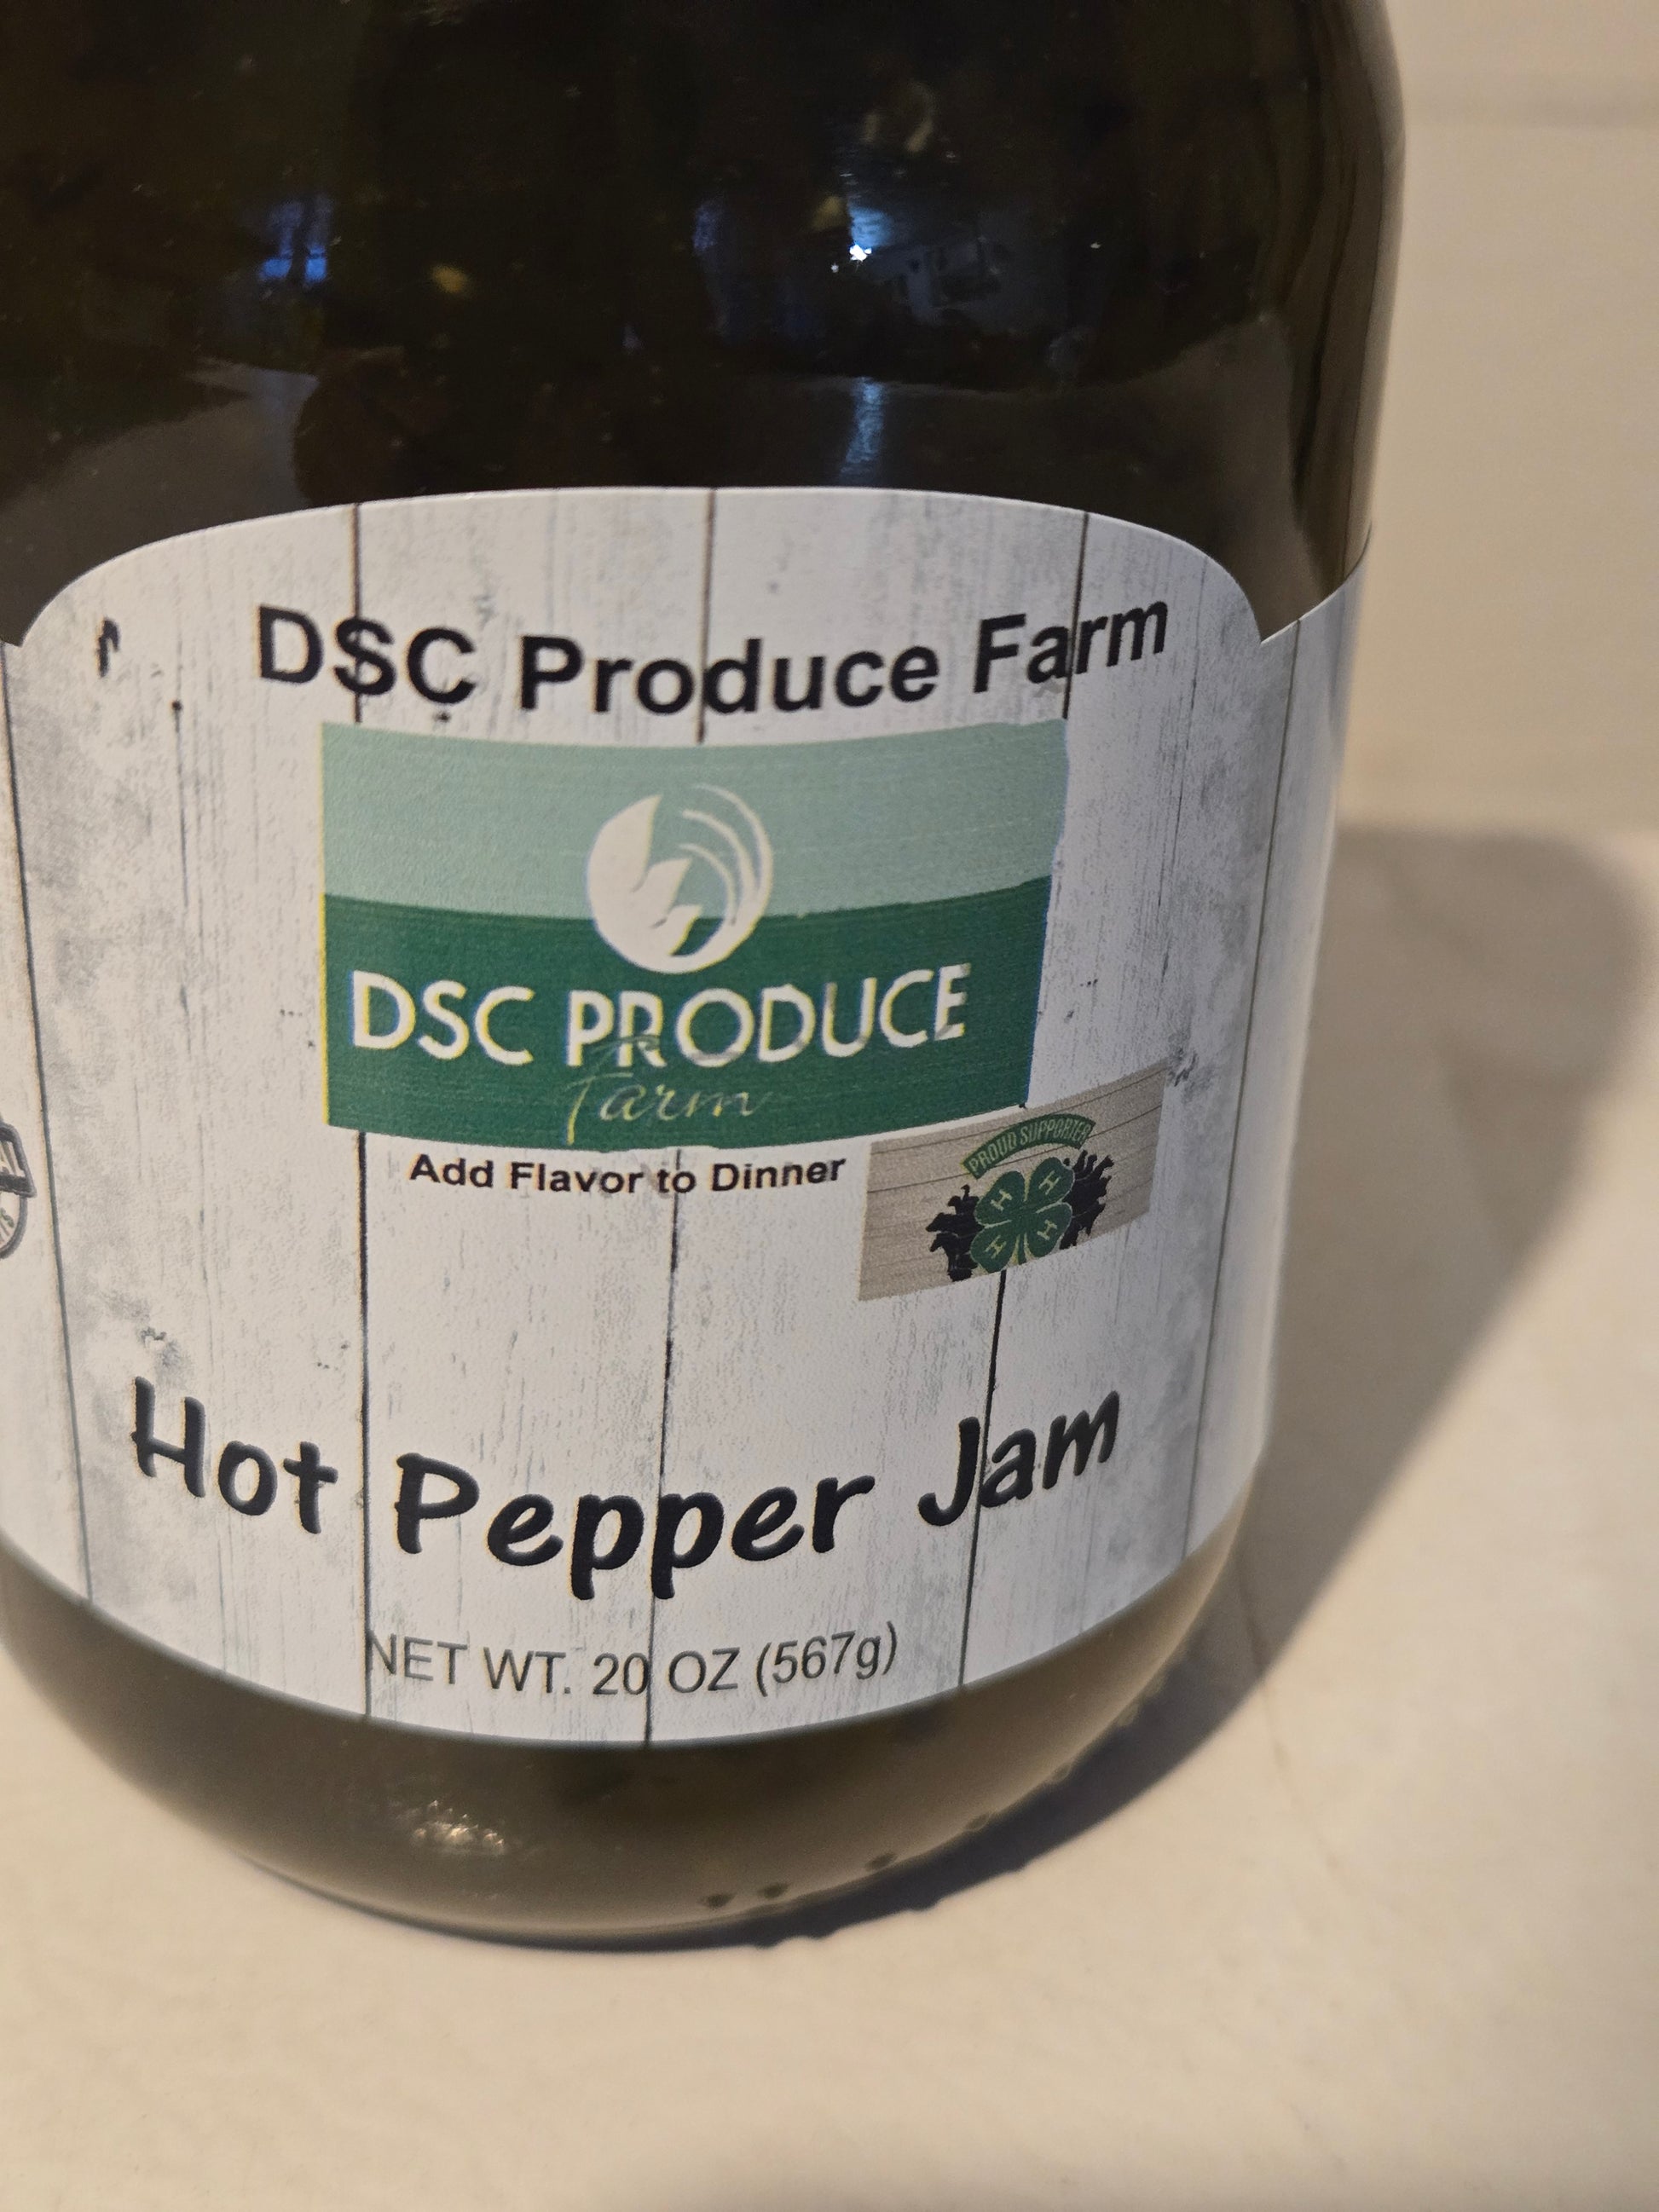 DSC Produce Farm
DSC PRODUCE
Farm
Add Flavor to Dinner
PROUD SUPPORTER
H H
H H
Hot Pepper Jam
NET WT. 20 OZ (567g)